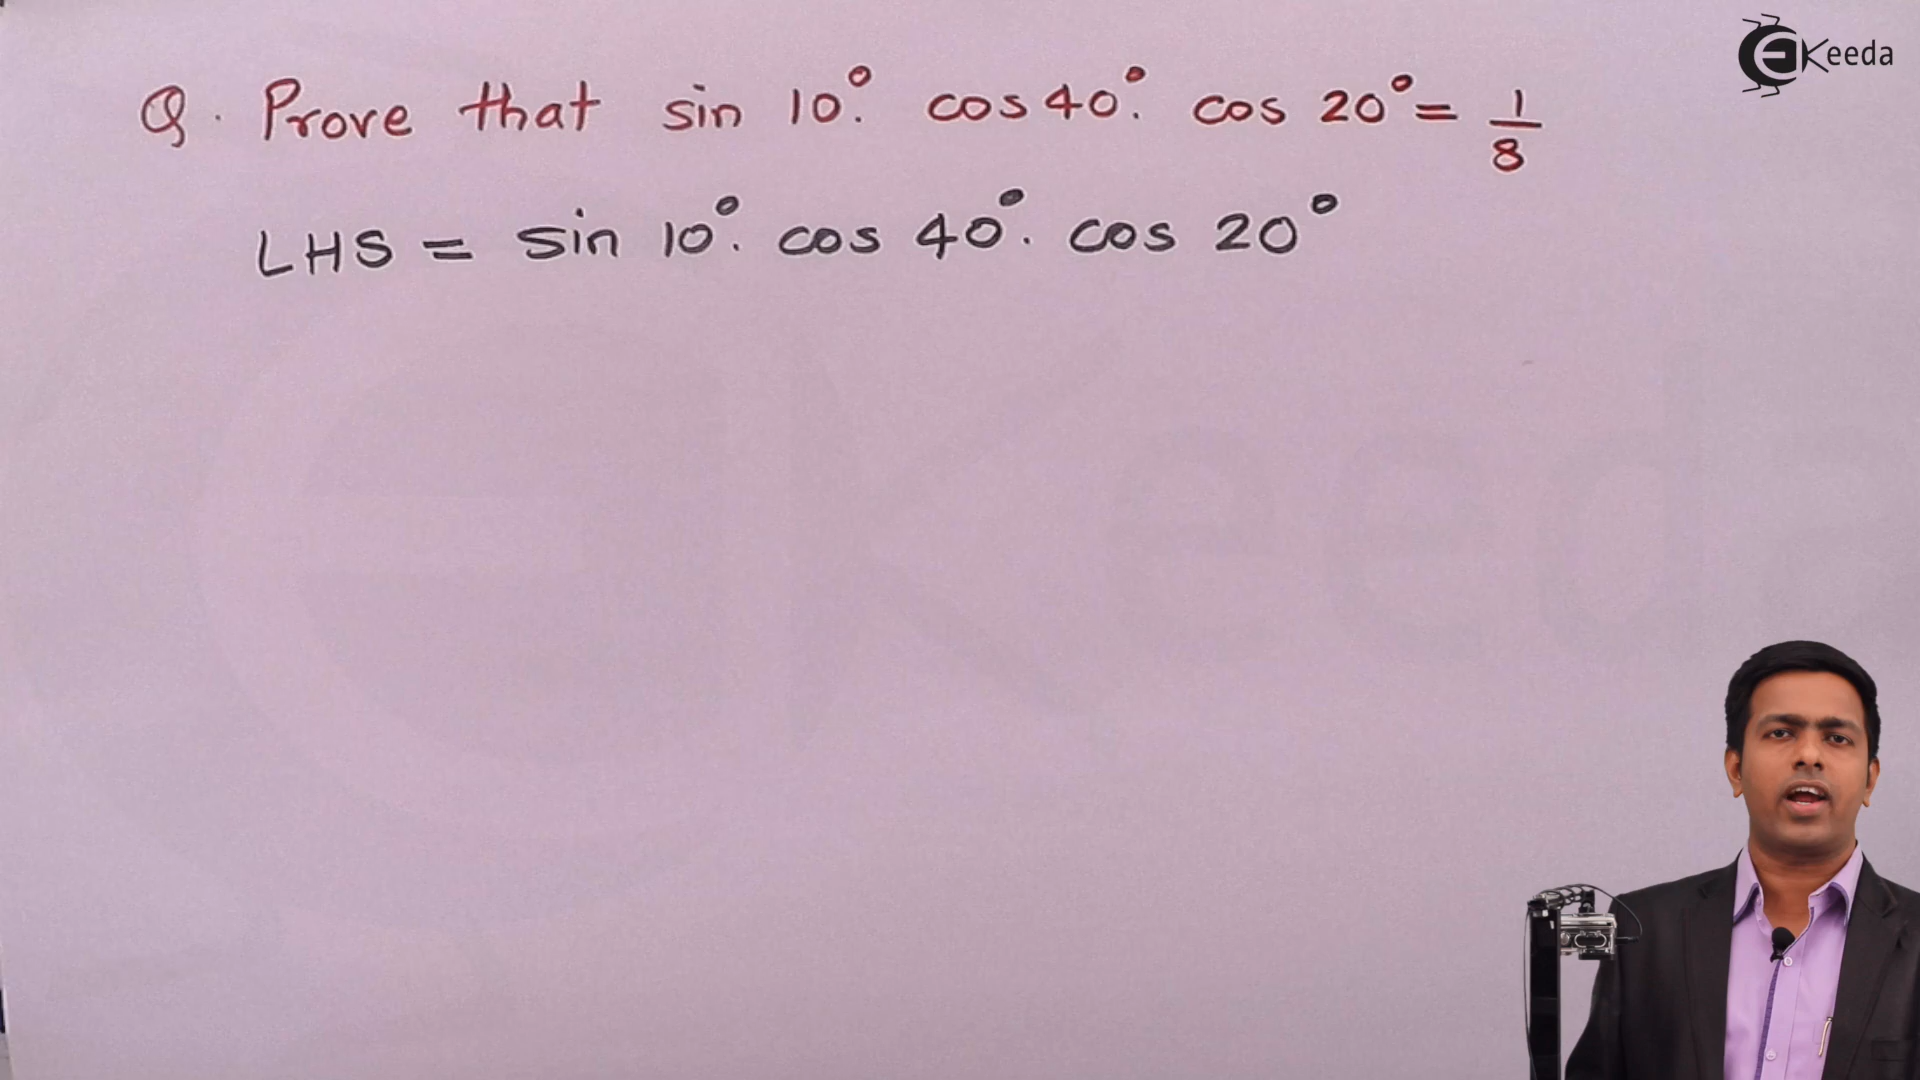 eKeeda
Q. Prove that sin 10°. cos 40°. cos 20° = 1/8
LHS = sin 10°. cos 40°. cos 20°